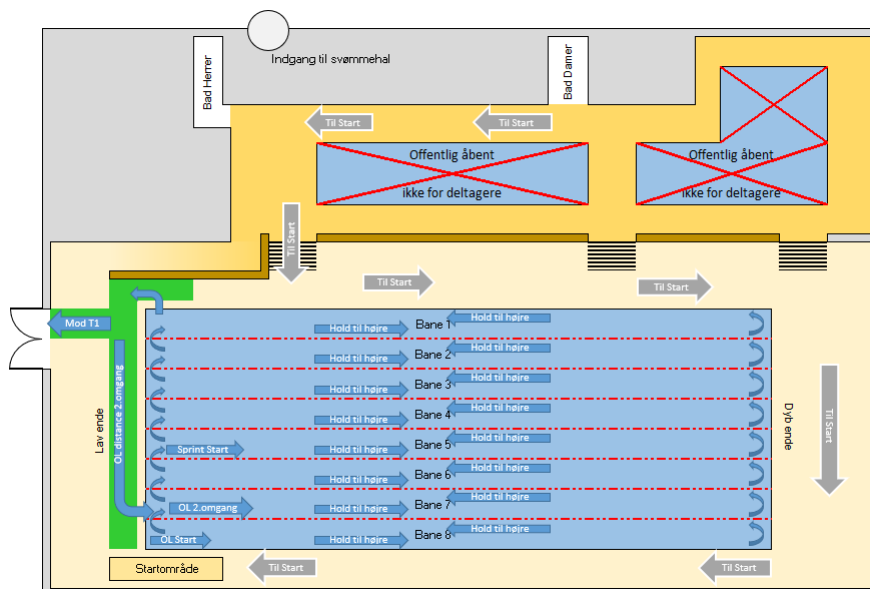 Indgang til svømmehal
Bad Herrer
Bad Damer
Til Start
Til Start
Offentlig åbent
ikke for deltagere
Offentlig åbent
ikke for deltagere
Til Start
Til Start
Til Start
Mod T1
OL distance 2.omgang
Lav ende
Dyb ende
Til Start
Hold til højre
Bane 1
Hold til højre
Hold til højre
Bane 2
Hold til højre
Hold til højre
Bane 3
Hold til højre
Hold til højre
Bane 4
Hold til højre
Sprint Start
Hold til højre
Bane 5
Hold til højre
Hold til højre
Bane 6
Hold til højre
OL 2.omgang
Hold til højre
Bane 7
Hold til højre
OL Start
Hold til højre
Bane 8
Hold til højre
Startområde
Til Start
Til Start